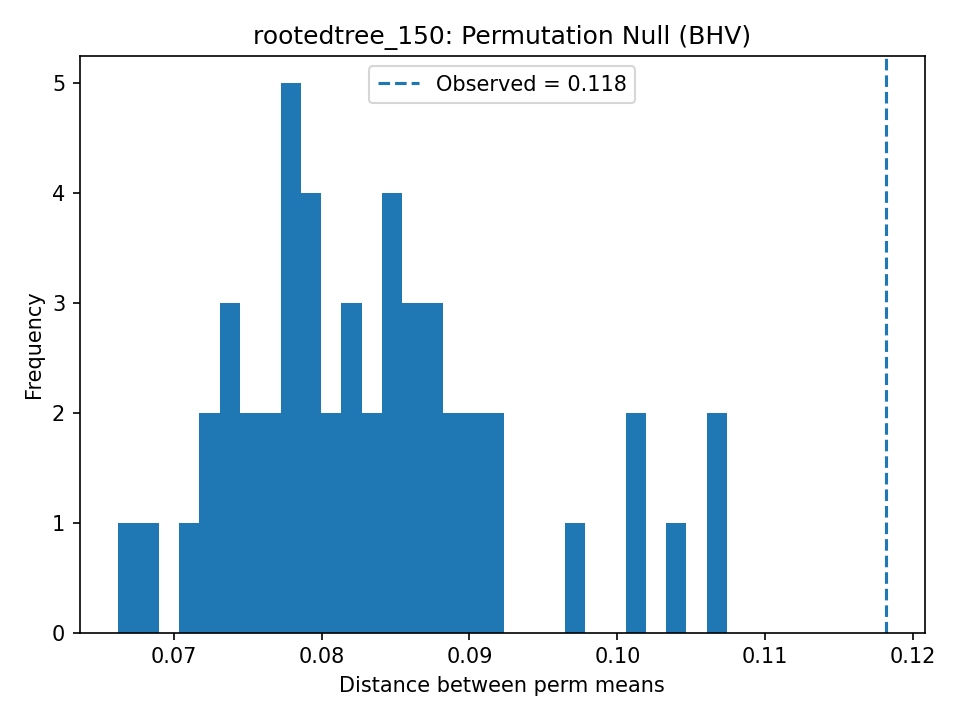 rootedtree_150: Permutation Null (BHV)
Observed = 0.118
Frequency
5
4
3
2
1
0
0.07 0.08 0.09 0.10 0.11 0.12
Distance between perm means